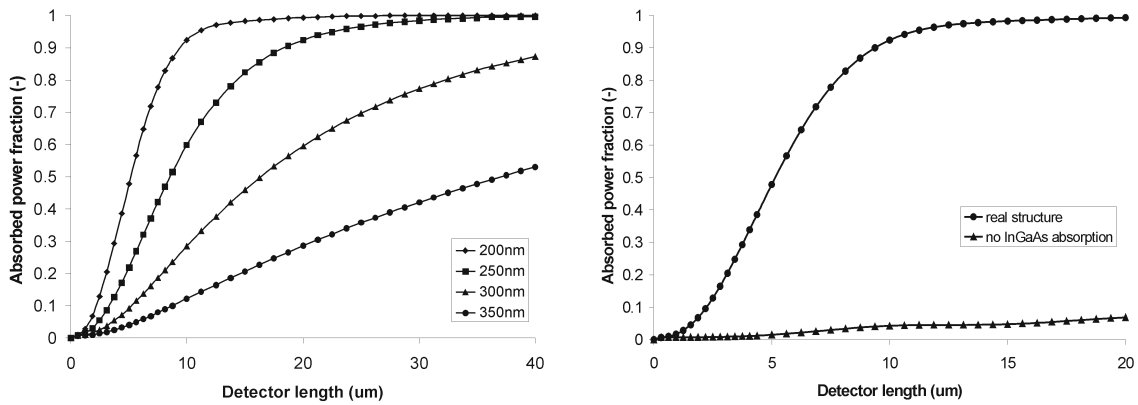 Absorbed power fraction (-)
1
0.9
0.8
0.7
0.6
0.5
0.4
0.3
0.2
0.1
0
0 10 20 30 40
Detector length (um)
200nm
250nm
300nm
350nm
Absorbed power fraction (-)
1
0.9
0.8
0.7
0.6
0.5
0.4
0.3
0.2
0.1
0
0 5 10 15 20
Detector length (um)
real structure
no InGaAs absorption